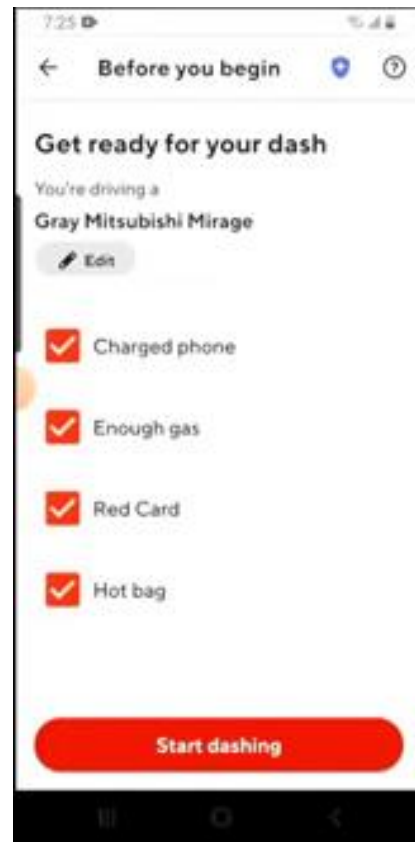 7:25
Before you begin
Get ready for your dash
You're driving a
Gray Mitsubishi Mirage
Edit
Charged phone
Enough gas
Red Card
Hot bag
Start dashing